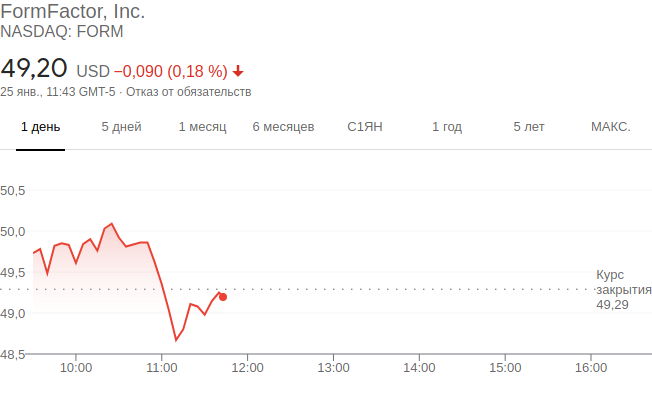 FormFactor, Inc.
NASDAQ: FORM
49,20 USD −0,090 (0,18 %)
25 янв., 11:43 GMT-5 · Отказ от обязательств
1 день 5 дней 1 месяц 6 месяцев С1ЯН 1 год 5 лет МАКС.
50,5
50,0
49,5
Курс
закрытия
49,29
49,0
48,5
10:00 11:00 12:00 13:00 14:00 15:00 16:00